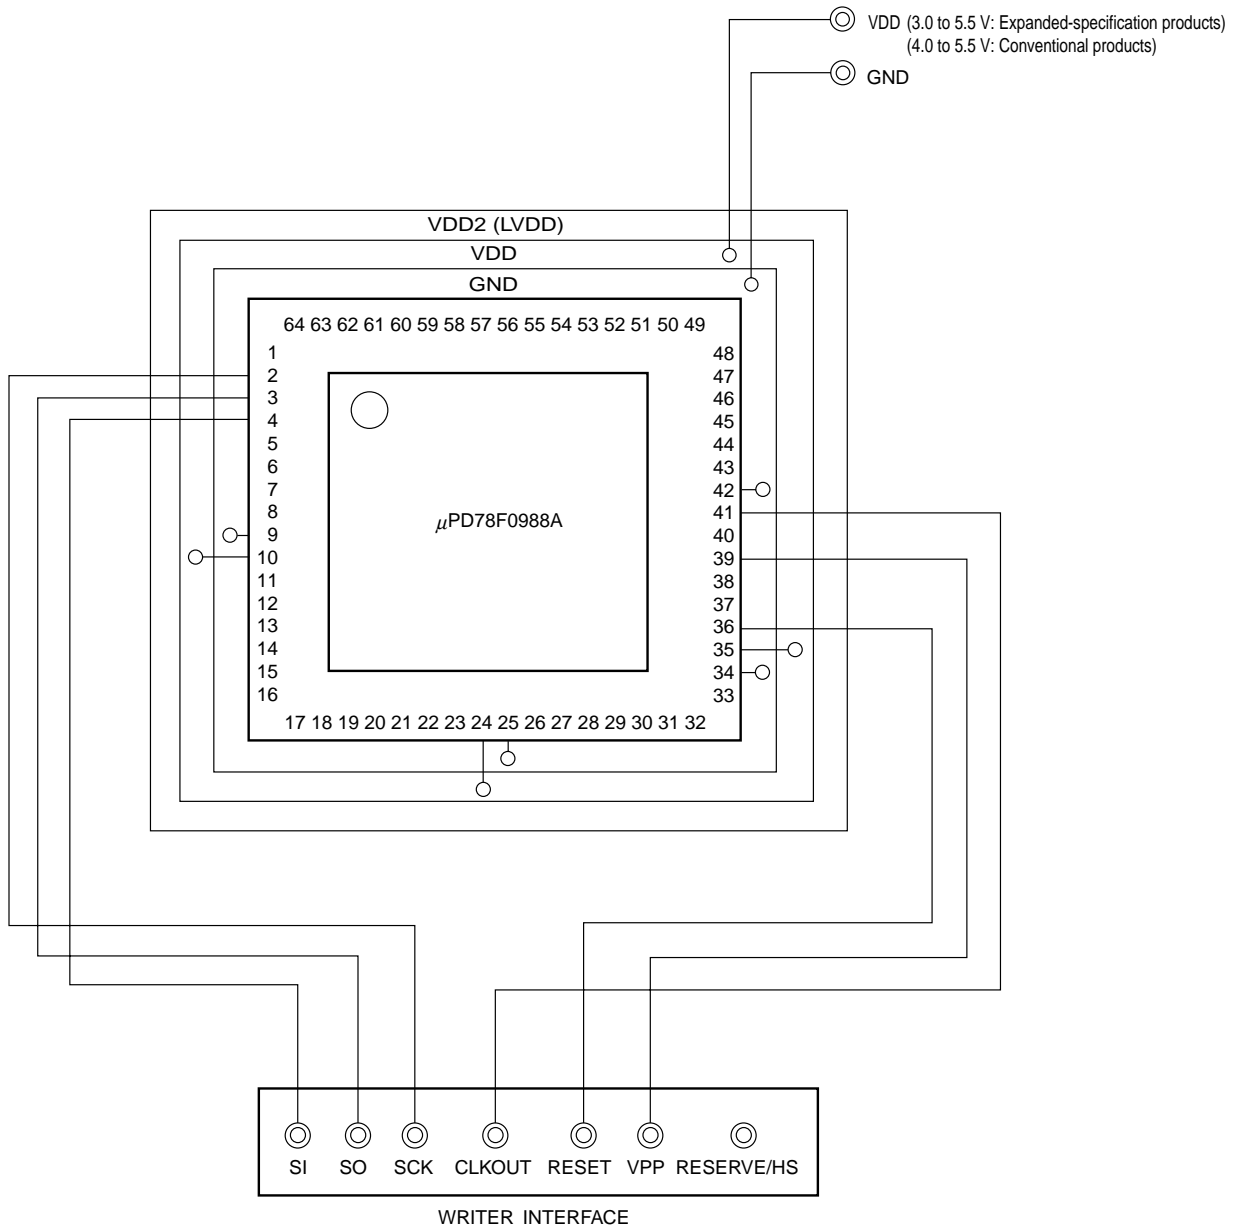 VDD (3.0 to 5.5 V: Expanded-specification products)
(4.0 to 5.5 V: Conventional products)
GND
VDD2 (LVDD)
VDD
GND
64 63 62 61 60 59 58 57 56 55 54 53 52 51 50 49
1 48
2 47
3 46
4 45
5 44
6 43
7 42
8 41
μPD78F0988A
9 40
10 39
11 38
12 37
13 36
14 35
15 34
16 33
17 18 19 20 21 22 23 24 25 26 27 28 29 30 31 32
SI SO SCK CLKOUT RESET VPP RESERVE/HS
WRITER INTERFACE